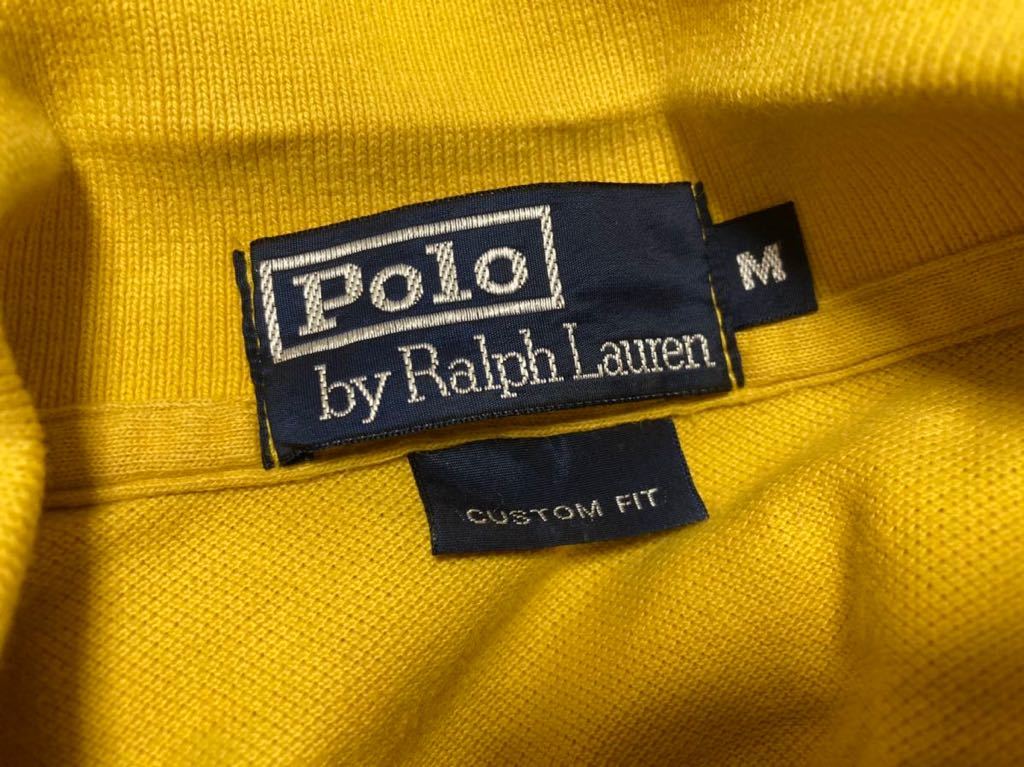 Polo
by Ralph Lauren
M
CUSTOM FIT